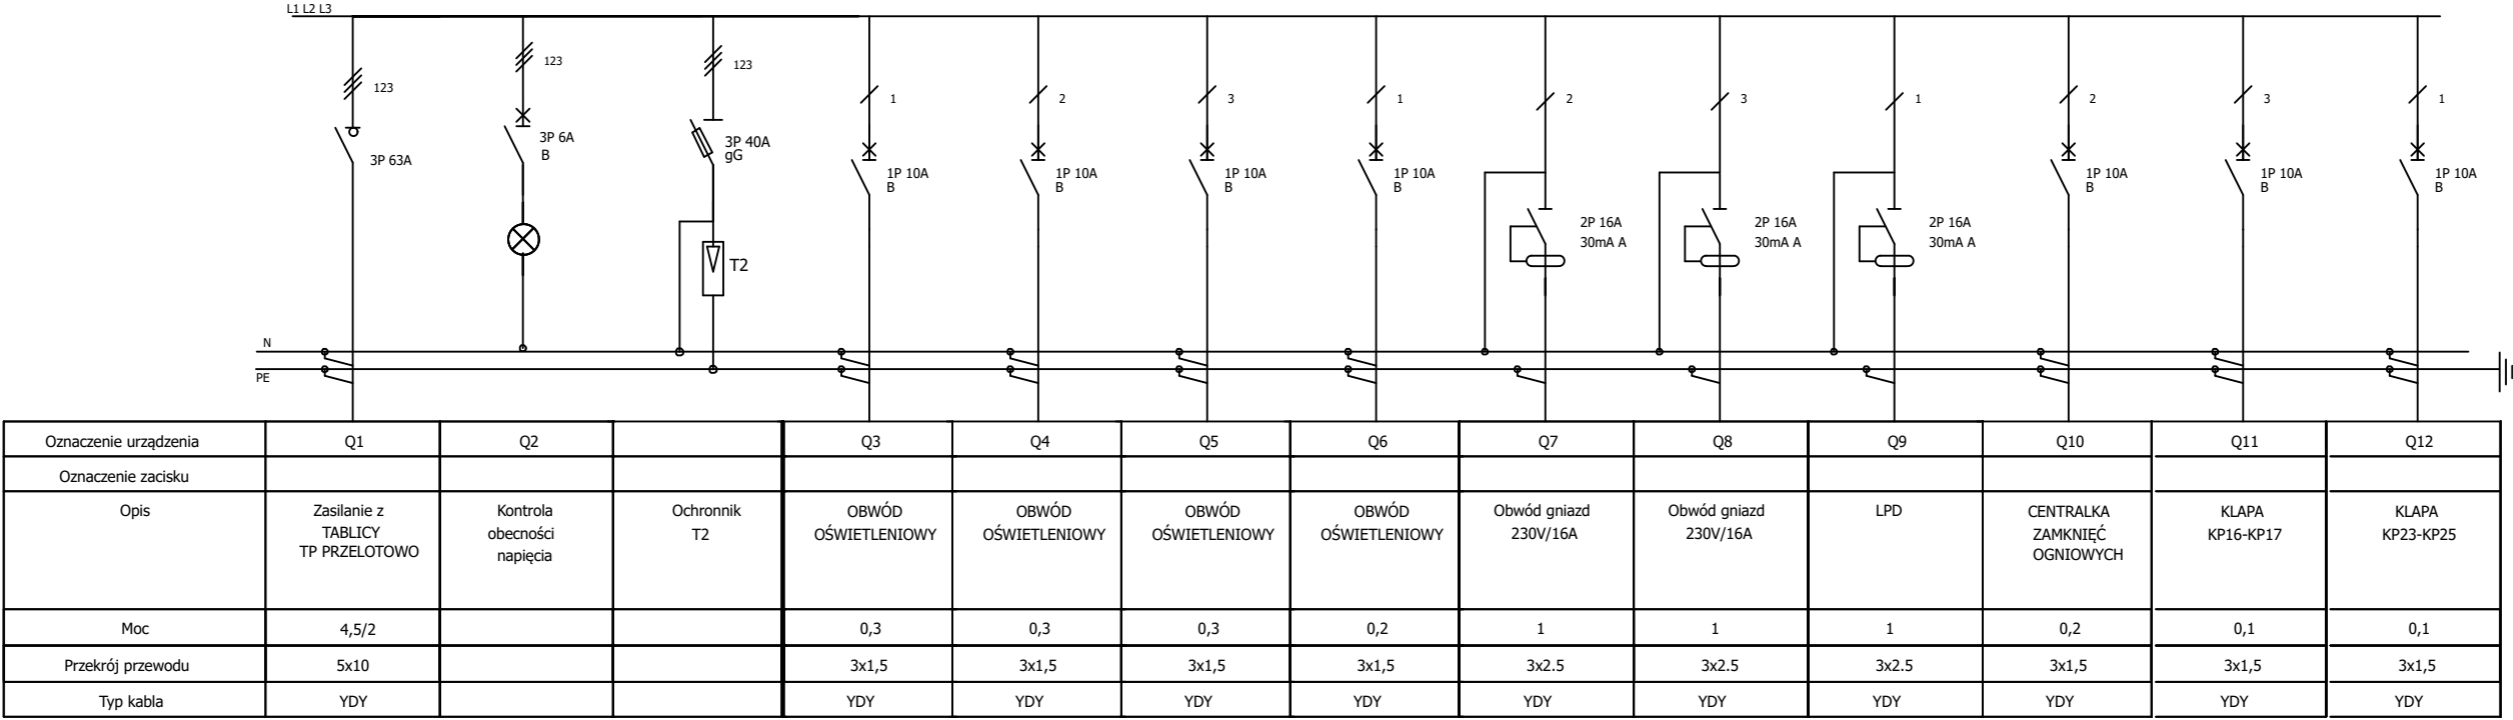 L1 L2 L3
123
123
123
1
2
3
1
2
3
1
2
3
1
3P 63A
3P 6A
B
3P 40A
gG
T2
1P 10A
B
1P 10A
B
1P 10A
B
1P 10A
B
2P 16A
30mA A
2P 16A
30mA A
2P 16A
30mA A
1P 10A
B
1P 10A
B
1P 10A
B
N
PE
Oznaczenie urządzenia Q1 Q2 Q3 Q4 Q5 Q6 Q7 Q8 Q9 Q10 Q11 Q12
Oznaczenie zacisku
Opis
Zasilanie z
TABLICY
TP PRZELOTOWO
Kontrola
obecności
napięcia
Ochronnik
T2
OBWÓD
OŚWIETLENIOWY
OBWÓD
OŚWIETLENIOWY
OBWÓD
OŚWIETLENIOWY
OBWÓD
OŚWIETLENIOWY
Obwód gniazd
230V/16A
Obwód gniazd
230V/16A
LPD
CENTRALKA
ZAMKNIĘĆ
OGNIOWYCH
KLAPA
KP16-KP17
KLAPA
KP23-KP25
Moc 4,5/2 0,3 0,3 0,3 0,2 1 1 1 0,2 0,1 0,1
Przekrój przewodu 5x10 3x1,5 3x1,5 3x1,5 3x1,5 3x2.5 3x2.5 3x2.5 3x1,5 3x1,5 3x1,5
Typ kabla YDY YDY YDY YDY YDY YDY YDY YDY YDY YDY YDY